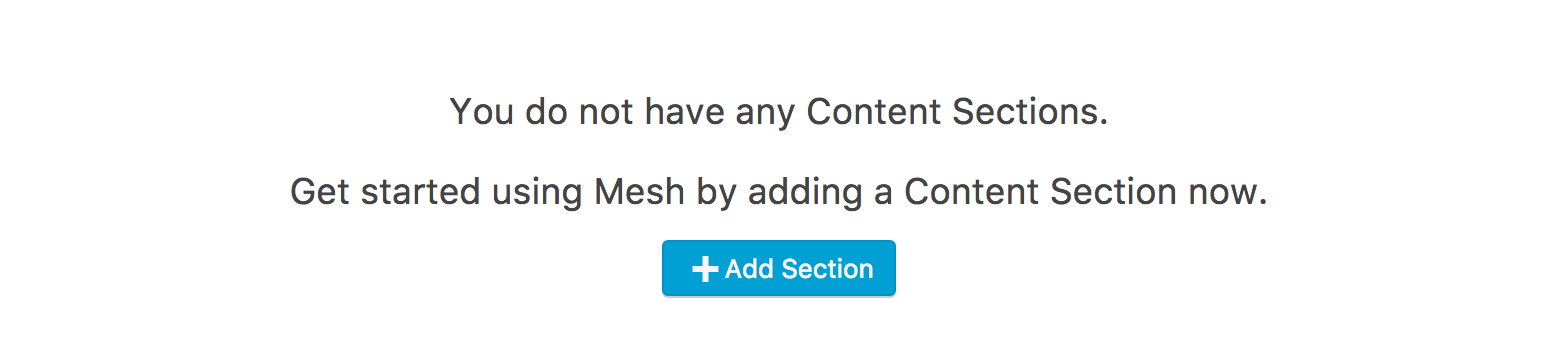 You do not have any Content Sections.
Get started using Mesh by adding a Content Section now.
Add Section